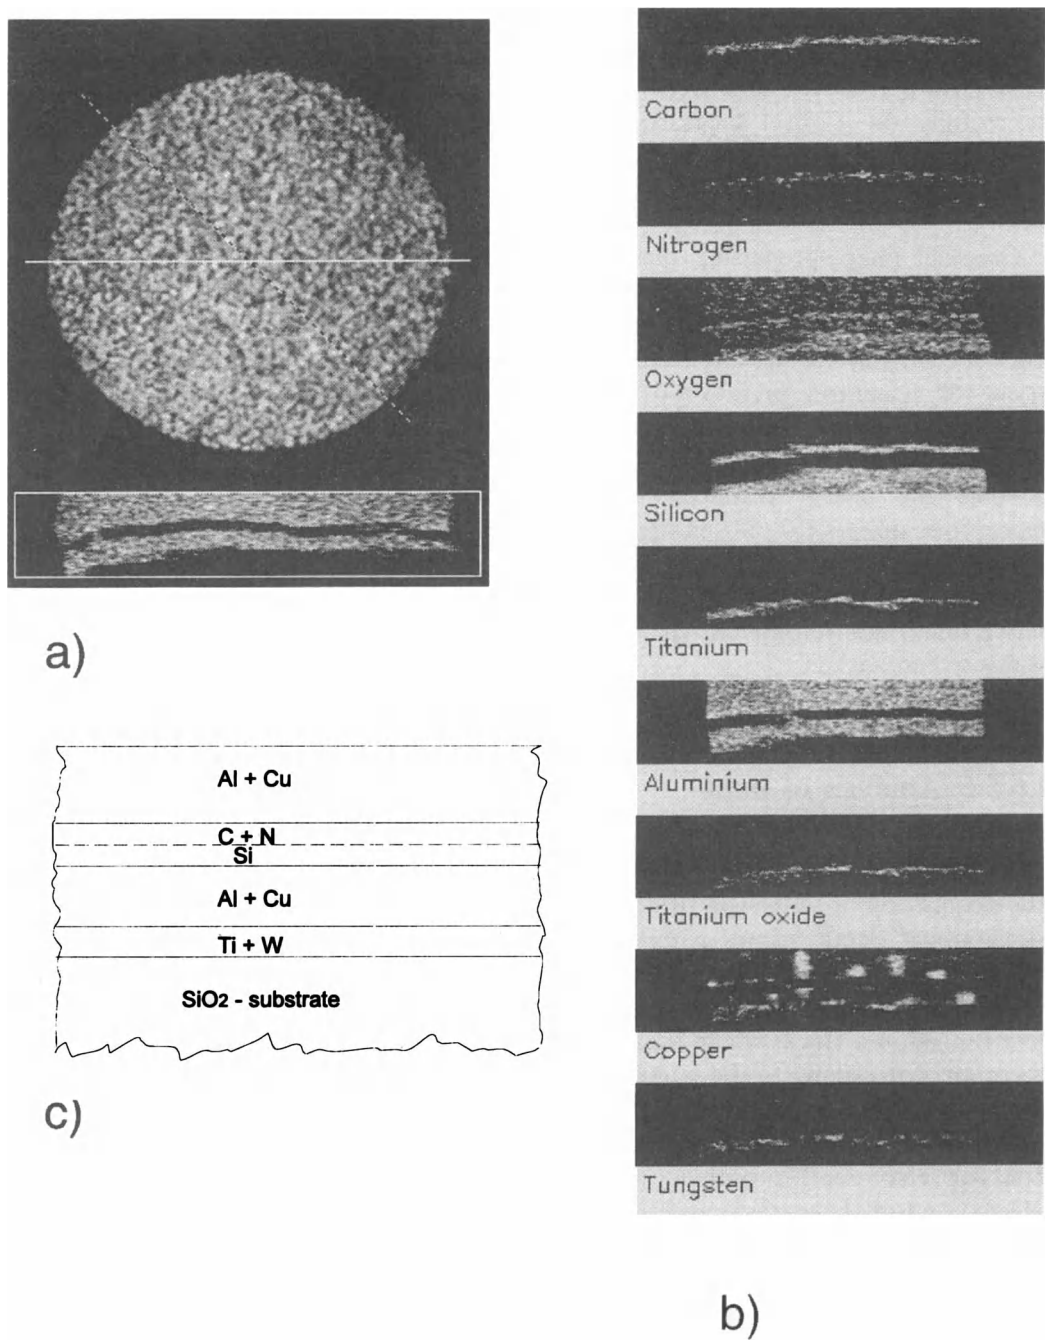 a)
Carbon
Nitrogen
Oxygen
Silicon
Titanium
Aluminium
Titanium oxide
Copper
Tungsten
b)
Al + Cu
C + N
Si
Al + Cu
Ti + W
SiO2 - substrate
c)